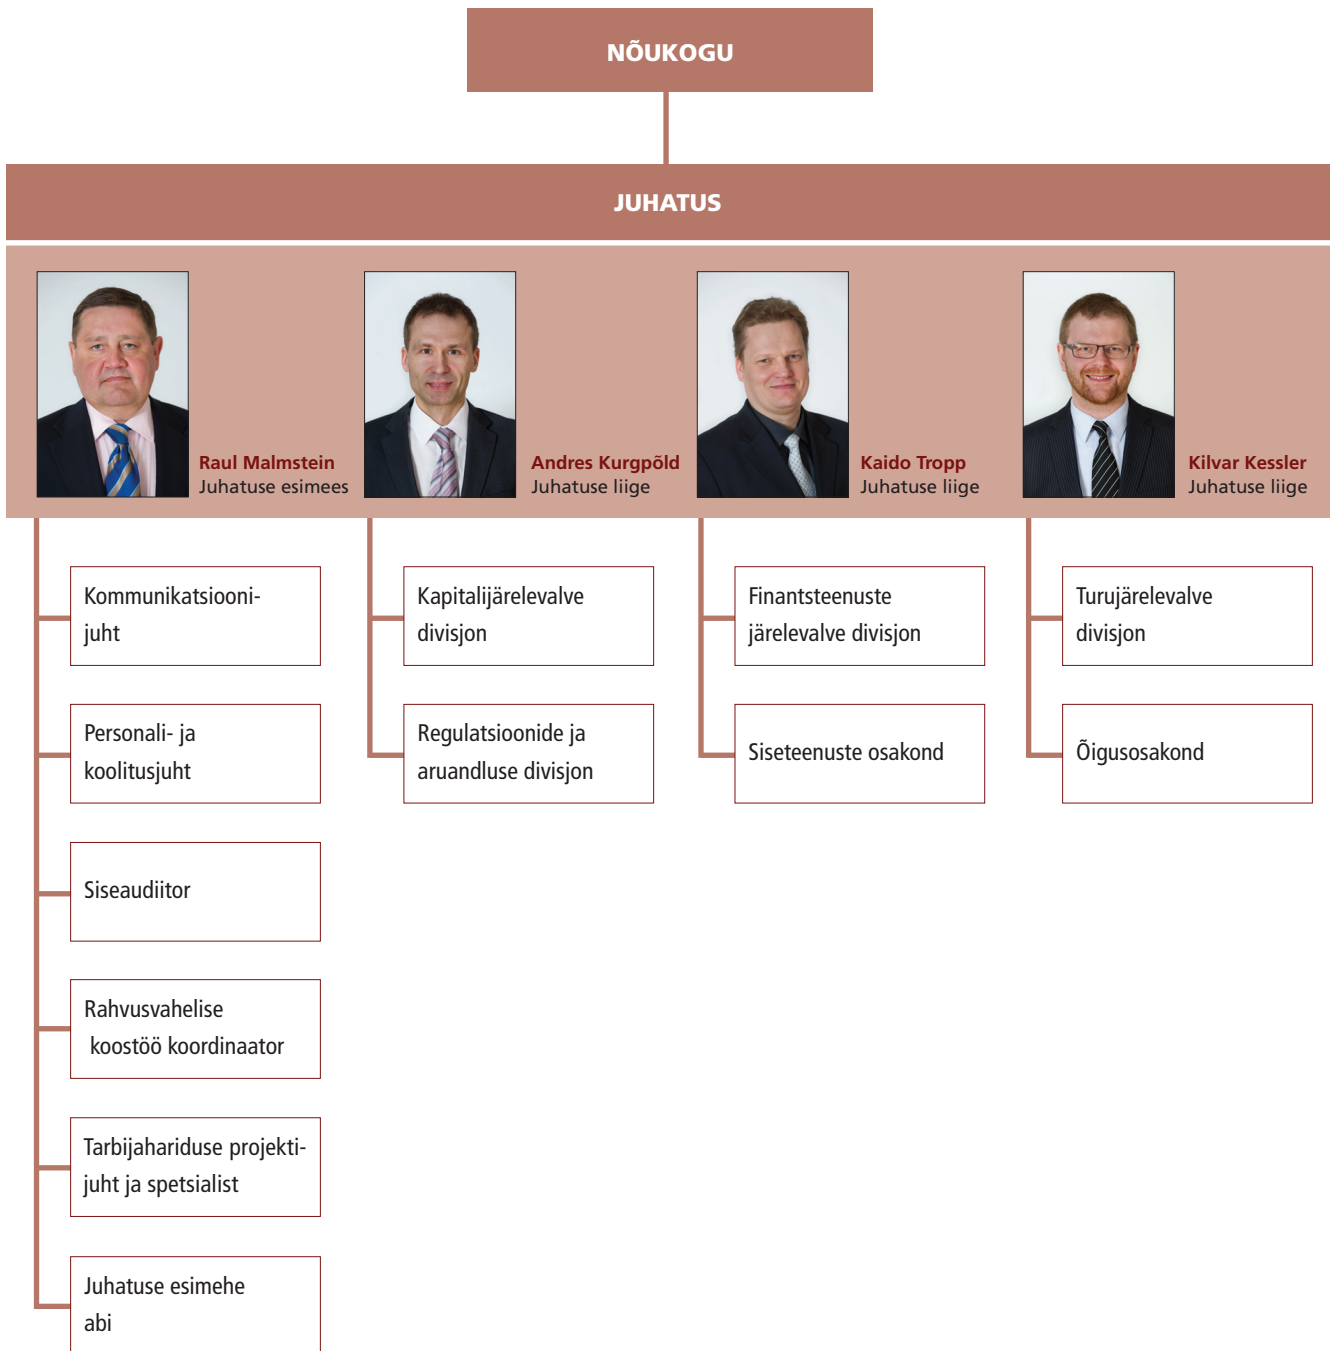 NÕUKOGU
JUHATUS
Raul Malmstein
Juhatuse esimees
Andres Kurgpõld
Juhatuse liige
Kaido Tropp
Juhatuse liige
Kilvar Kessler
Juhatuse liige
Kommunikatsiooni-
juht
Personali- ja
koolitusjuht
Siseaudiitor
Rahvusvahelise
koostöö koordinaator
Tarbijahariduse projekti-
juht ja spetsialist
Juhatuse esimehe
abi
Kapitalijärelevalve
divisjon
Regulatsioonide ja
aruandluse divisjon
Finantsteenuste
järelevalve divisjon
Siseteenuste osakond
Turujärelevalve
divisjon
Õigusosakond